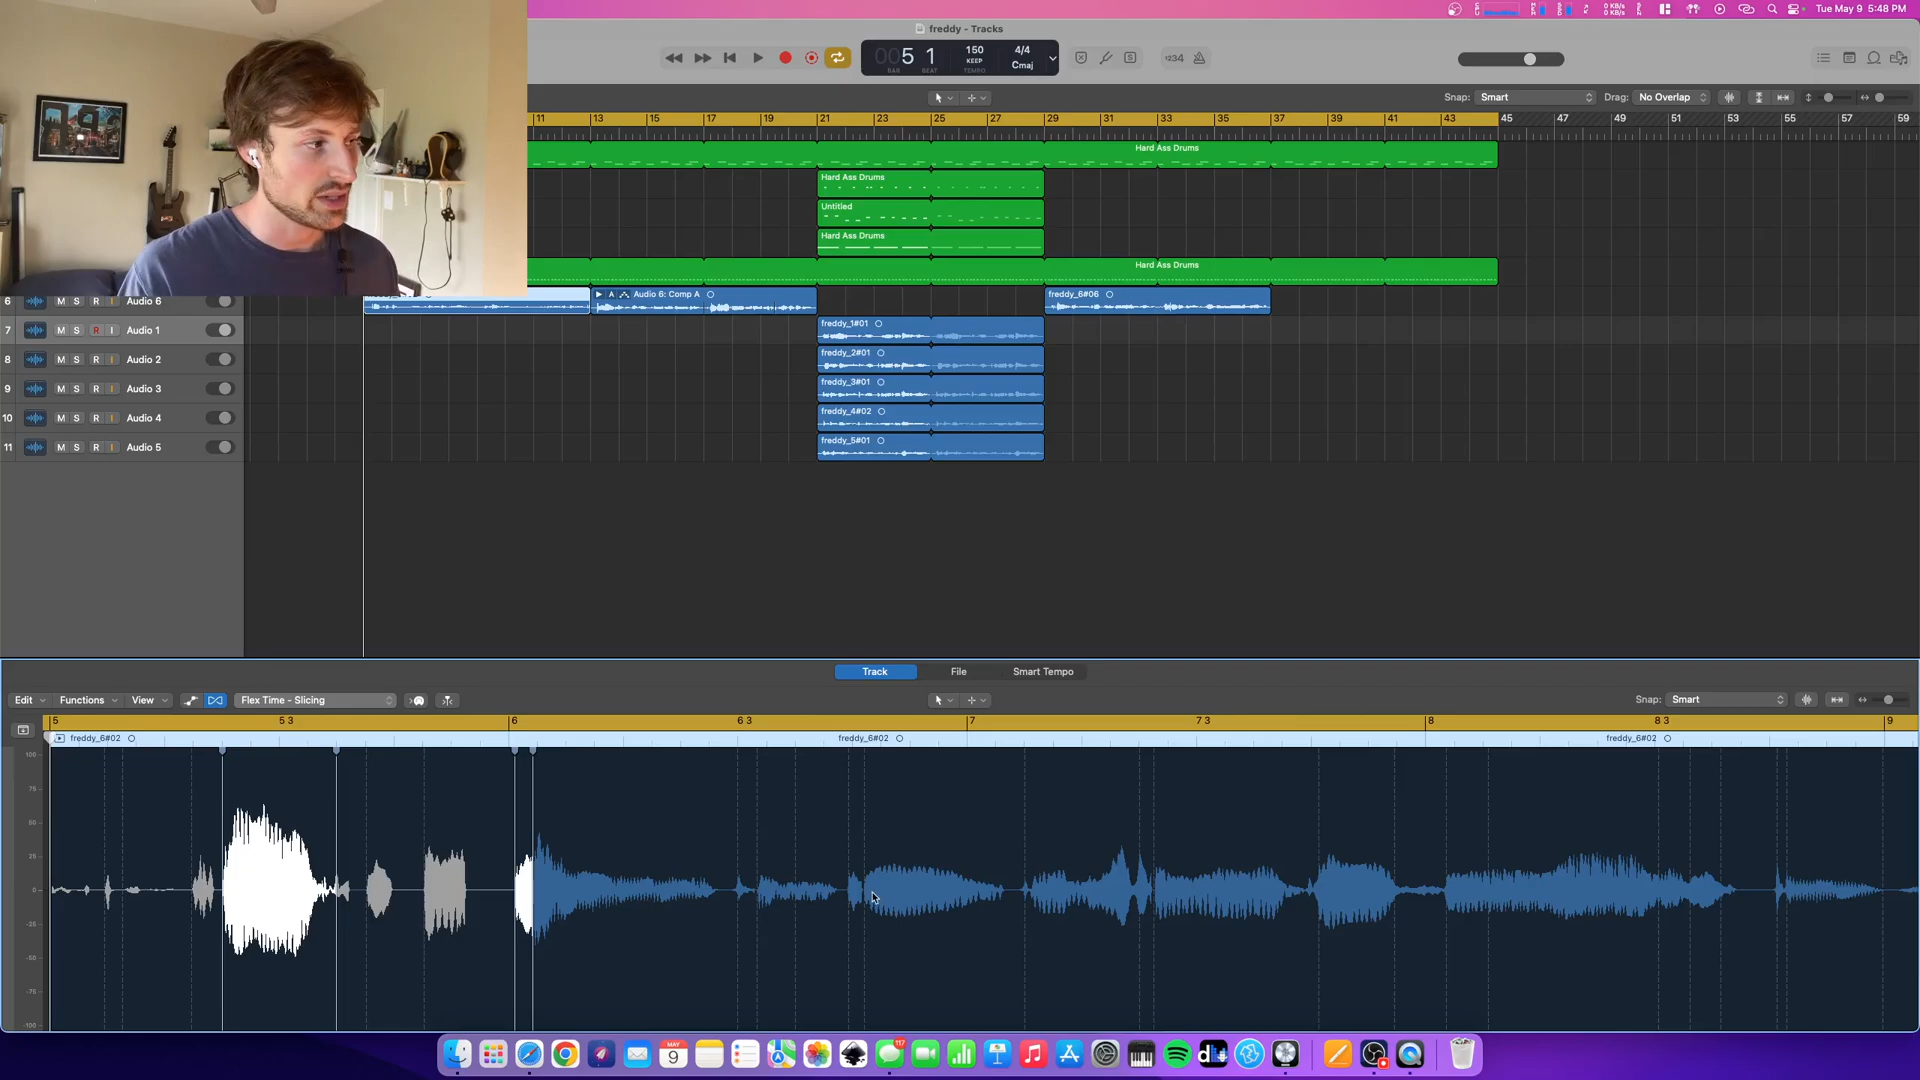 Tue May 9 5:48 PM
freddy - Tracks
005 1
BAR BEAT
150
KEEP
TEMPO
4/4
Cmaj
1234
Snap: Smart
Drag: No Overlap
11 13 15 17 19 21 23 25 27 29 31 33 35 37 39 41 43 45 47 49 51 53 55 57 59
Hard Ass Drums
Hard Ass Drums
Untitled
Hard Ass Drums
Hard Ass Drums
6 M S R I Audio 6
Audio 6: Comp A
freddy_6#06
7 M S R I Audio 1
freddy_1#01
8 M S R I Audio 2
freddy_2#01
9 M S R I Audio 3
freddy_3#01
10 M S R I Audio 4
freddy_4#02
11 M S R I Audio 5
freddy_5#01
Track File Smart Tempo
Edit Functions View Flex Time - Slicing
Snap: Smart
5 5 3 6 6 3 7 7 3 8 8 3 9
freddy_6#02 freddy_6#02 freddy_6#02
100
75
50
25
0
-25
-50
-75
-100
MAY
9
117